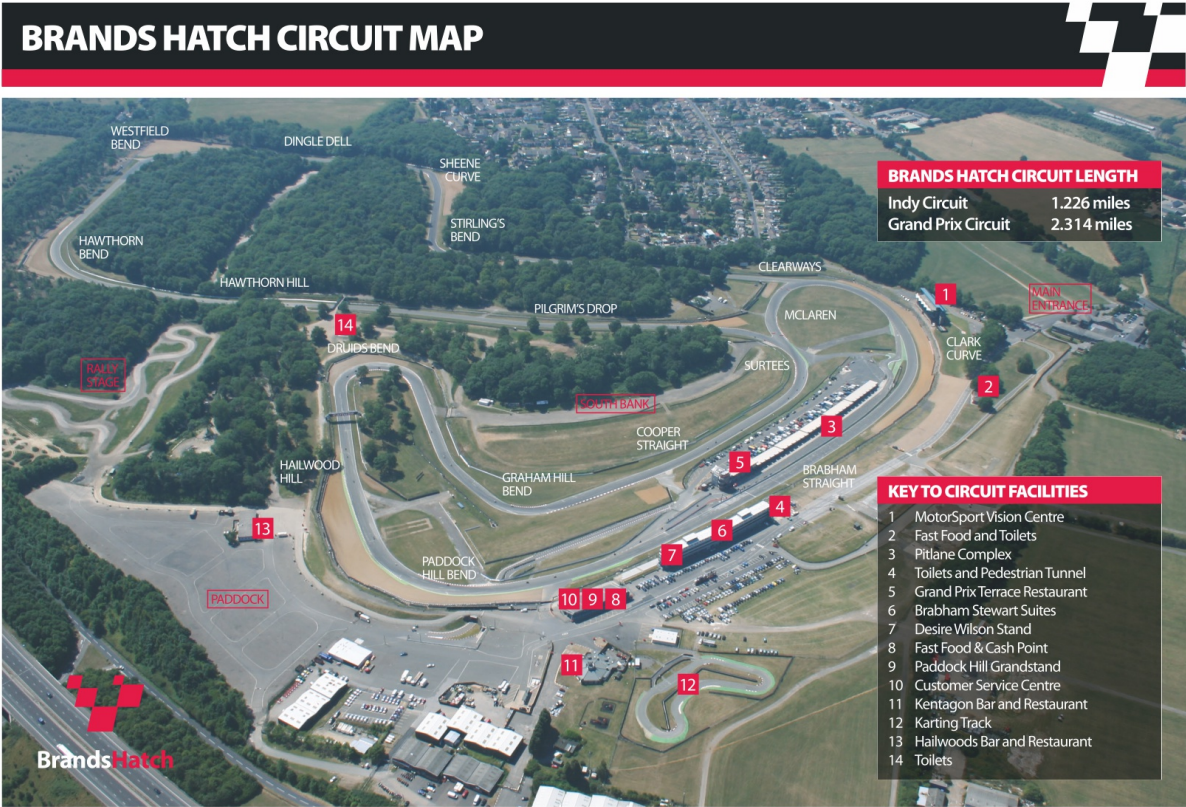 BRANDS HATCH CIRCUIT MAP
WESTFIELD
BEND
DINGLE DELL
SHEENE
CURVE
STIRLING'S
BEND
HAWTHORN
BEND
HAWTHORN HILL
PILGRIM'S DROP
CLEARWAYS
MCLAREN
BRANDS HATCH CIRCUIT LENGTH
Indy Circuit 1.226 miles
Grand Prix Circuit 2.314 miles
1
MAIN
ENTRANCE
14
DRUIDS BEND
RALLY
STAGE
SURTEES
CLARK
CURVE
2
SOUTH BANK
3
COOPER
STRAIGHT
5
HAILWOOD
HILL
GRAHAM HILL
BEND
BRABHAM
STRAIGHT
4
6
13
7
PADDOCK
HILL BEND
PADDOCK
10 9 8
11
12
KEY TO CIRCUIT FACILITIES
1 MotorSport Vision Centre
2 Fast Food and Toilets
3 Pitlane Complex
4 Toilets and Pedestrian Tunnel
5 Grand Prix Terrace Restaurant
6 Brabham Stewart Suites
7 Desire Wilson Stand
8 Fast Food & Cash Point
9 Paddock Hill Grandstand
10 Customer Service Centre
11 Kentagon Bar and Restaurant
12 Karting Track
13 Hailwoods Bar and Restaurant
14 Toilets
BrandsHatch